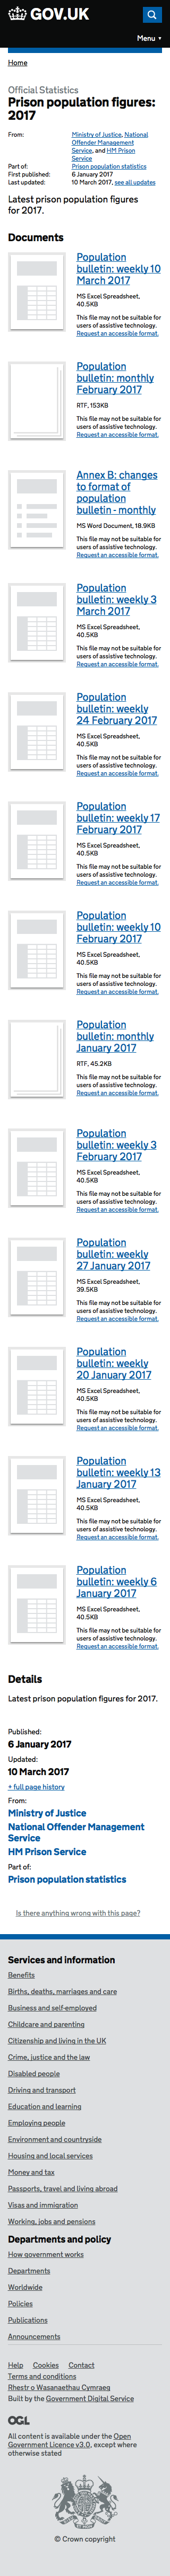 GOV.UK
Menu ▼
Home
Official Statistics
Prison population figures:
2017
From:
Ministry of Justice, National
Offender Management
Service, and HM Prison
Service
Part of:
Prison population statistics
First published:
6 January 2017
Last updated:
10 March 2017, see all updates
Latest prison population figures
for 2017.
Documents
Population
bulletin: weekly 10
March 2017
MS Excel Spreadsheet,
40.5KB
This file may not be suitable for
users of assistive technology.
Request an accessible format.
Population
bulletin: monthly
February 2017
RTF, 153KB
This file may not be suitable for
users of assistive technology.
Request an accessible format.
Annex B: changes
to format of
population
bulletin - monthly
MS Word Document, 18.9KB
This file may not be suitable for
users of assistive technology.
Request an accessible format.
Population
bulletin: weekly 3
March 2017
MS Excel Spreadsheet,
40.5KB
This file may not be suitable for
users of assistive technology.
Request an accessible format.
Population
bulletin: weekly
24 February 2017
MS Excel Spreadsheet,
40.5KB
This file may not be suitable for
users of assistive technology.
Request an accessible format.
Population
bulletin: weekly 17
February 2017
MS Excel Spreadsheet,
40.5KB
This file may not be suitable for
users of assistive technology.
Request an accessible format.
Population
bulletin: weekly 10
February 2017
MS Excel Spreadsheet,
40.5KB
This file may not be suitable for
users of assistive technology.
Request an accessible format.
Population
bulletin: monthly
January 2017
RTF, 45.2KB
This file may not be suitable for
users of assistive technology.
Request an accessible format.
Population
bulletin: weekly 3
February 2017
MS Excel Spreadsheet,
40.5KB
This file may not be suitable for
users of assistive technology.
Request an accessible format.
Population
bulletin: weekly
27 January 2017
MS Excel Spreadsheet,
39.5KB
This file may not be suitable for
users of assistive technology.
Request an accessible format.
Population
bulletin: weekly
20 January 2017
MS Excel Spreadsheet,
40.5KB
This file may not be suitable for
users of assistive technology.
Request an accessible format.
Population
bulletin: weekly 13
January 2017
MS Excel Spreadsheet,
40.5KB
This file may not be suitable for
users of assistive technology.
Request an accessible format.
Population
bulletin: weekly 6
January 2017
MS Excel Spreadsheet,
40.5KB
This file may not be suitable for
users of assistive technology.
Request an accessible format.
Details
Latest prison population figures for 2017.
Published:
6 January 2017
Updated:
10 March 2017
+ full page history
From:
Ministry of Justice
National Offender Management
Service
HM Prison Service
Part of:
Prison population statistics
Is there anything wrong with this page?
Services and information
Benefits
Births, deaths, marriages and care
Business and self-employed
Childcare and parenting
Citizenship and living in the UK
Crime, justice and the law
Disabled people
Driving and transport
Education and learning
Employing people
Environment and countryside
Housing and local services
Money and tax
Passports, travel and living abroad
Visas and immigration
Working, jobs and pensions
Departments and policy
How government works
Departments
Worldwide
Policies
Publications
Announcements
Help Cookies Contact
Terms and conditions
Rhestr o Wasanaethau Cymraeg
Built by the Government Digital Service
OGL
All content is available under the Open
Government Licence v3.0, except where
otherwise stated
© Crown copyright